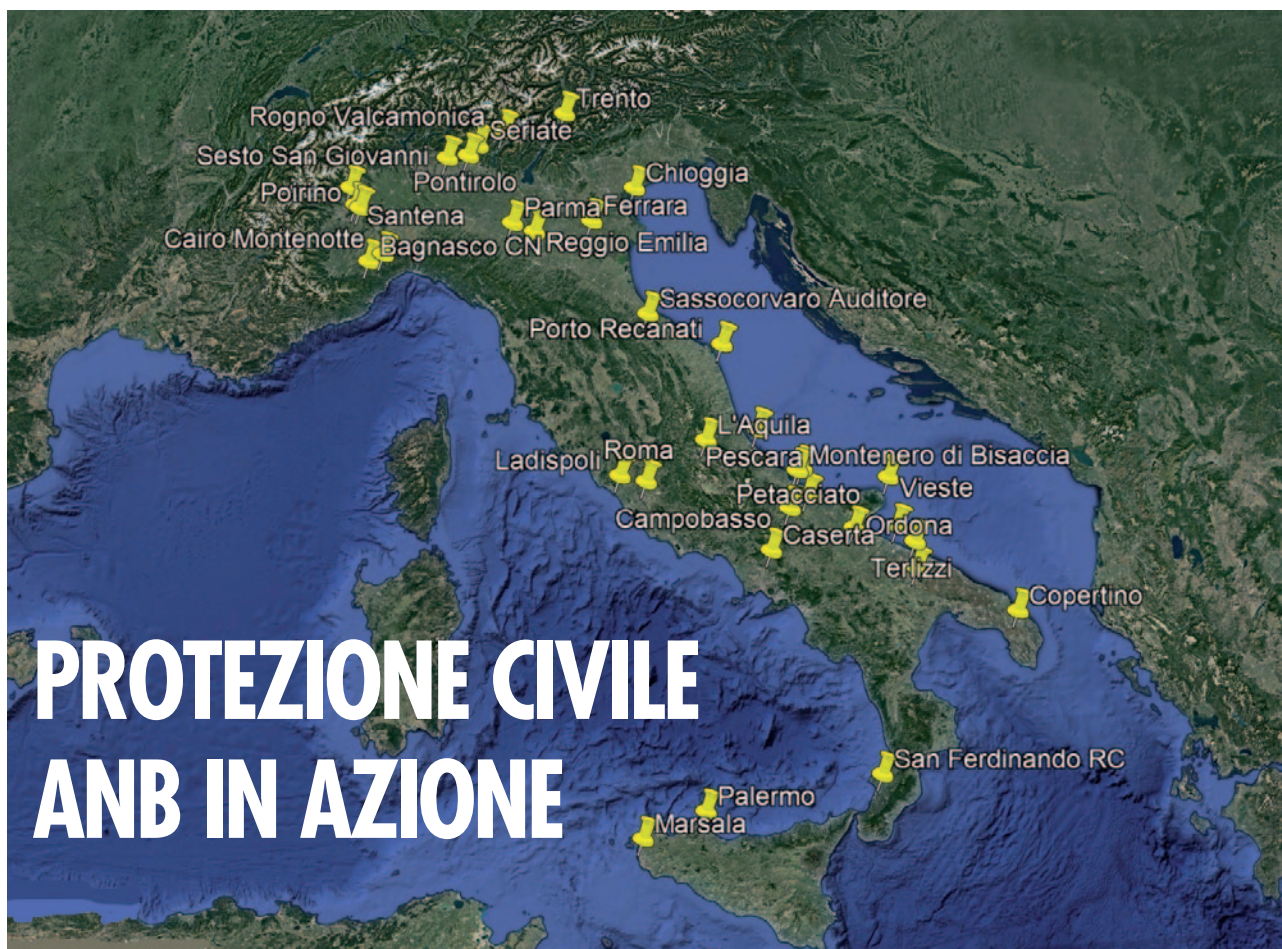 Trento
Rogno Valcamonica
Seriate
Sesto San Giovanni
Pontirolo
Chioggia
Poirino
Santena
Parma
Ferrara
Cairo Montenotte
Bagnasco CN
Reggio Emilia
Sassocorvaro Auditore
Porto Recanati
L'Aquila
Ladispoli
Roma
Pescara
Montenero di Bisaccia
Petacciato
Vieste
Campobasso
Caserta
Ordona
Terlizzi
Copertino
PROTEZIONE CIVILE
ANB IN AZIONE
San Ferdinando RC
Palermo
Marsala